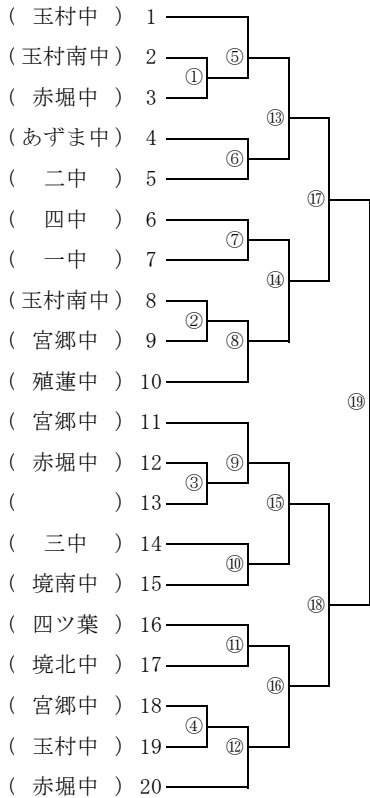 ( 玉村中 ) 1
(玉村南中) 2
( 赤堀中 ) 3
(あずま中) 4
( 二中 ) 5
( 四中 ) 6
( 一中 ) 7
(玉村南中) 8
( 宮郷中 ) 9
( 殖蓮中 ) 10
( 宮郷中 ) 11
( 赤堀中 ) 12
( ) 13
( 三中 ) 14
( 境南中 ) 15
( 四ツ葉 ) 16
( 境北中 ) 17
( 宮郷中 ) 18
( 玉村中 ) 19
( 赤堀中 ) 20
①
②
③
④
⑤
⑥
⑦
⑧
⑨
⑩
⑪
⑫
⑬
⑭
⑮
⑯
⑰
⑱
⑲